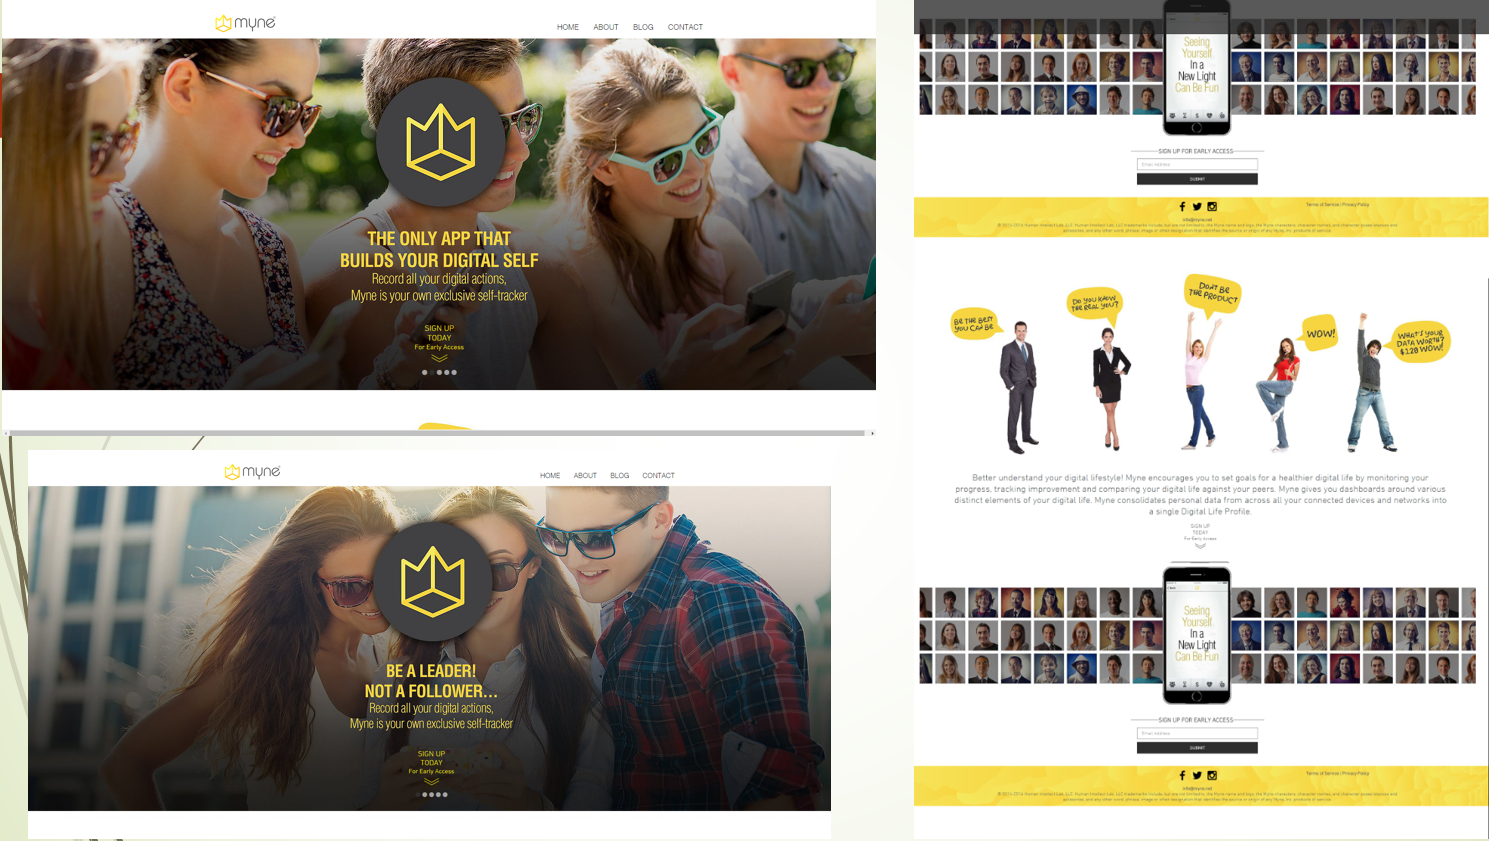 myne
HOME ABOUT BLOG CONTACT
THE ONLY APP THAT
BUILDS YOUR DIGITAL SELF
Record all your digital actions,
Myne is your own exclusive self-tracker
SIGN UP
TODAY
For Early Access
myne
HOME ABOUT BLOG CONTACT
BE A LEADER!
NOT A FOLLOWER...
Record all your digital actions,
Myne is your own exclusive self-tracker
SIGN UP
TODAY
For Early Access
Seeing
Yourself
In a
New Light
Can Be Fun
SIGN UP FOR EARLY ACCESS
Email Address
SUBMIT
Terms of Service | Privacy Policy
info@myne.net
BE THE BEST
YOU CAN BE
DO YOU KNOW
THE REAL YOU?
DON'T BE
THE PRODUCT
WOW!
WHAT'S YOUR
DATA WORTH?
$128 WOW!
Better understand your digital lifestyle! Myne encourages you to set goals for a healthier digital life by monitoring your
progress, tracking improvement and comparing your digital life against your peers. Myne gives you dashboards around various
distinct elements of your digital life. Myne consolidates personal data from across all your connected devices and networks into
a single Digital Life Profile.
SIGN UP
TODAY
For Early Access
Seeing
Yourself
In a
New Light
Can Be Fun
SIGN UP FOR EARLY ACCESS
Email Address
SUBMIT
Terms of Service | Privacy Policy
info@myne.net